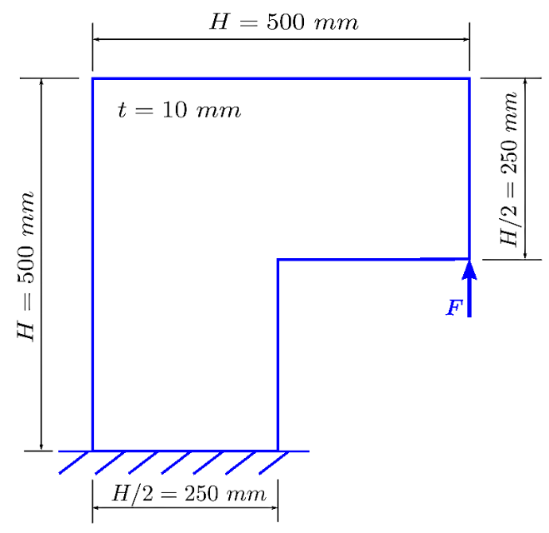 H = 500 mm
t = 10 mm
H/2 = 250 mm
H = 500 mm
F
H/2 = 250 mm